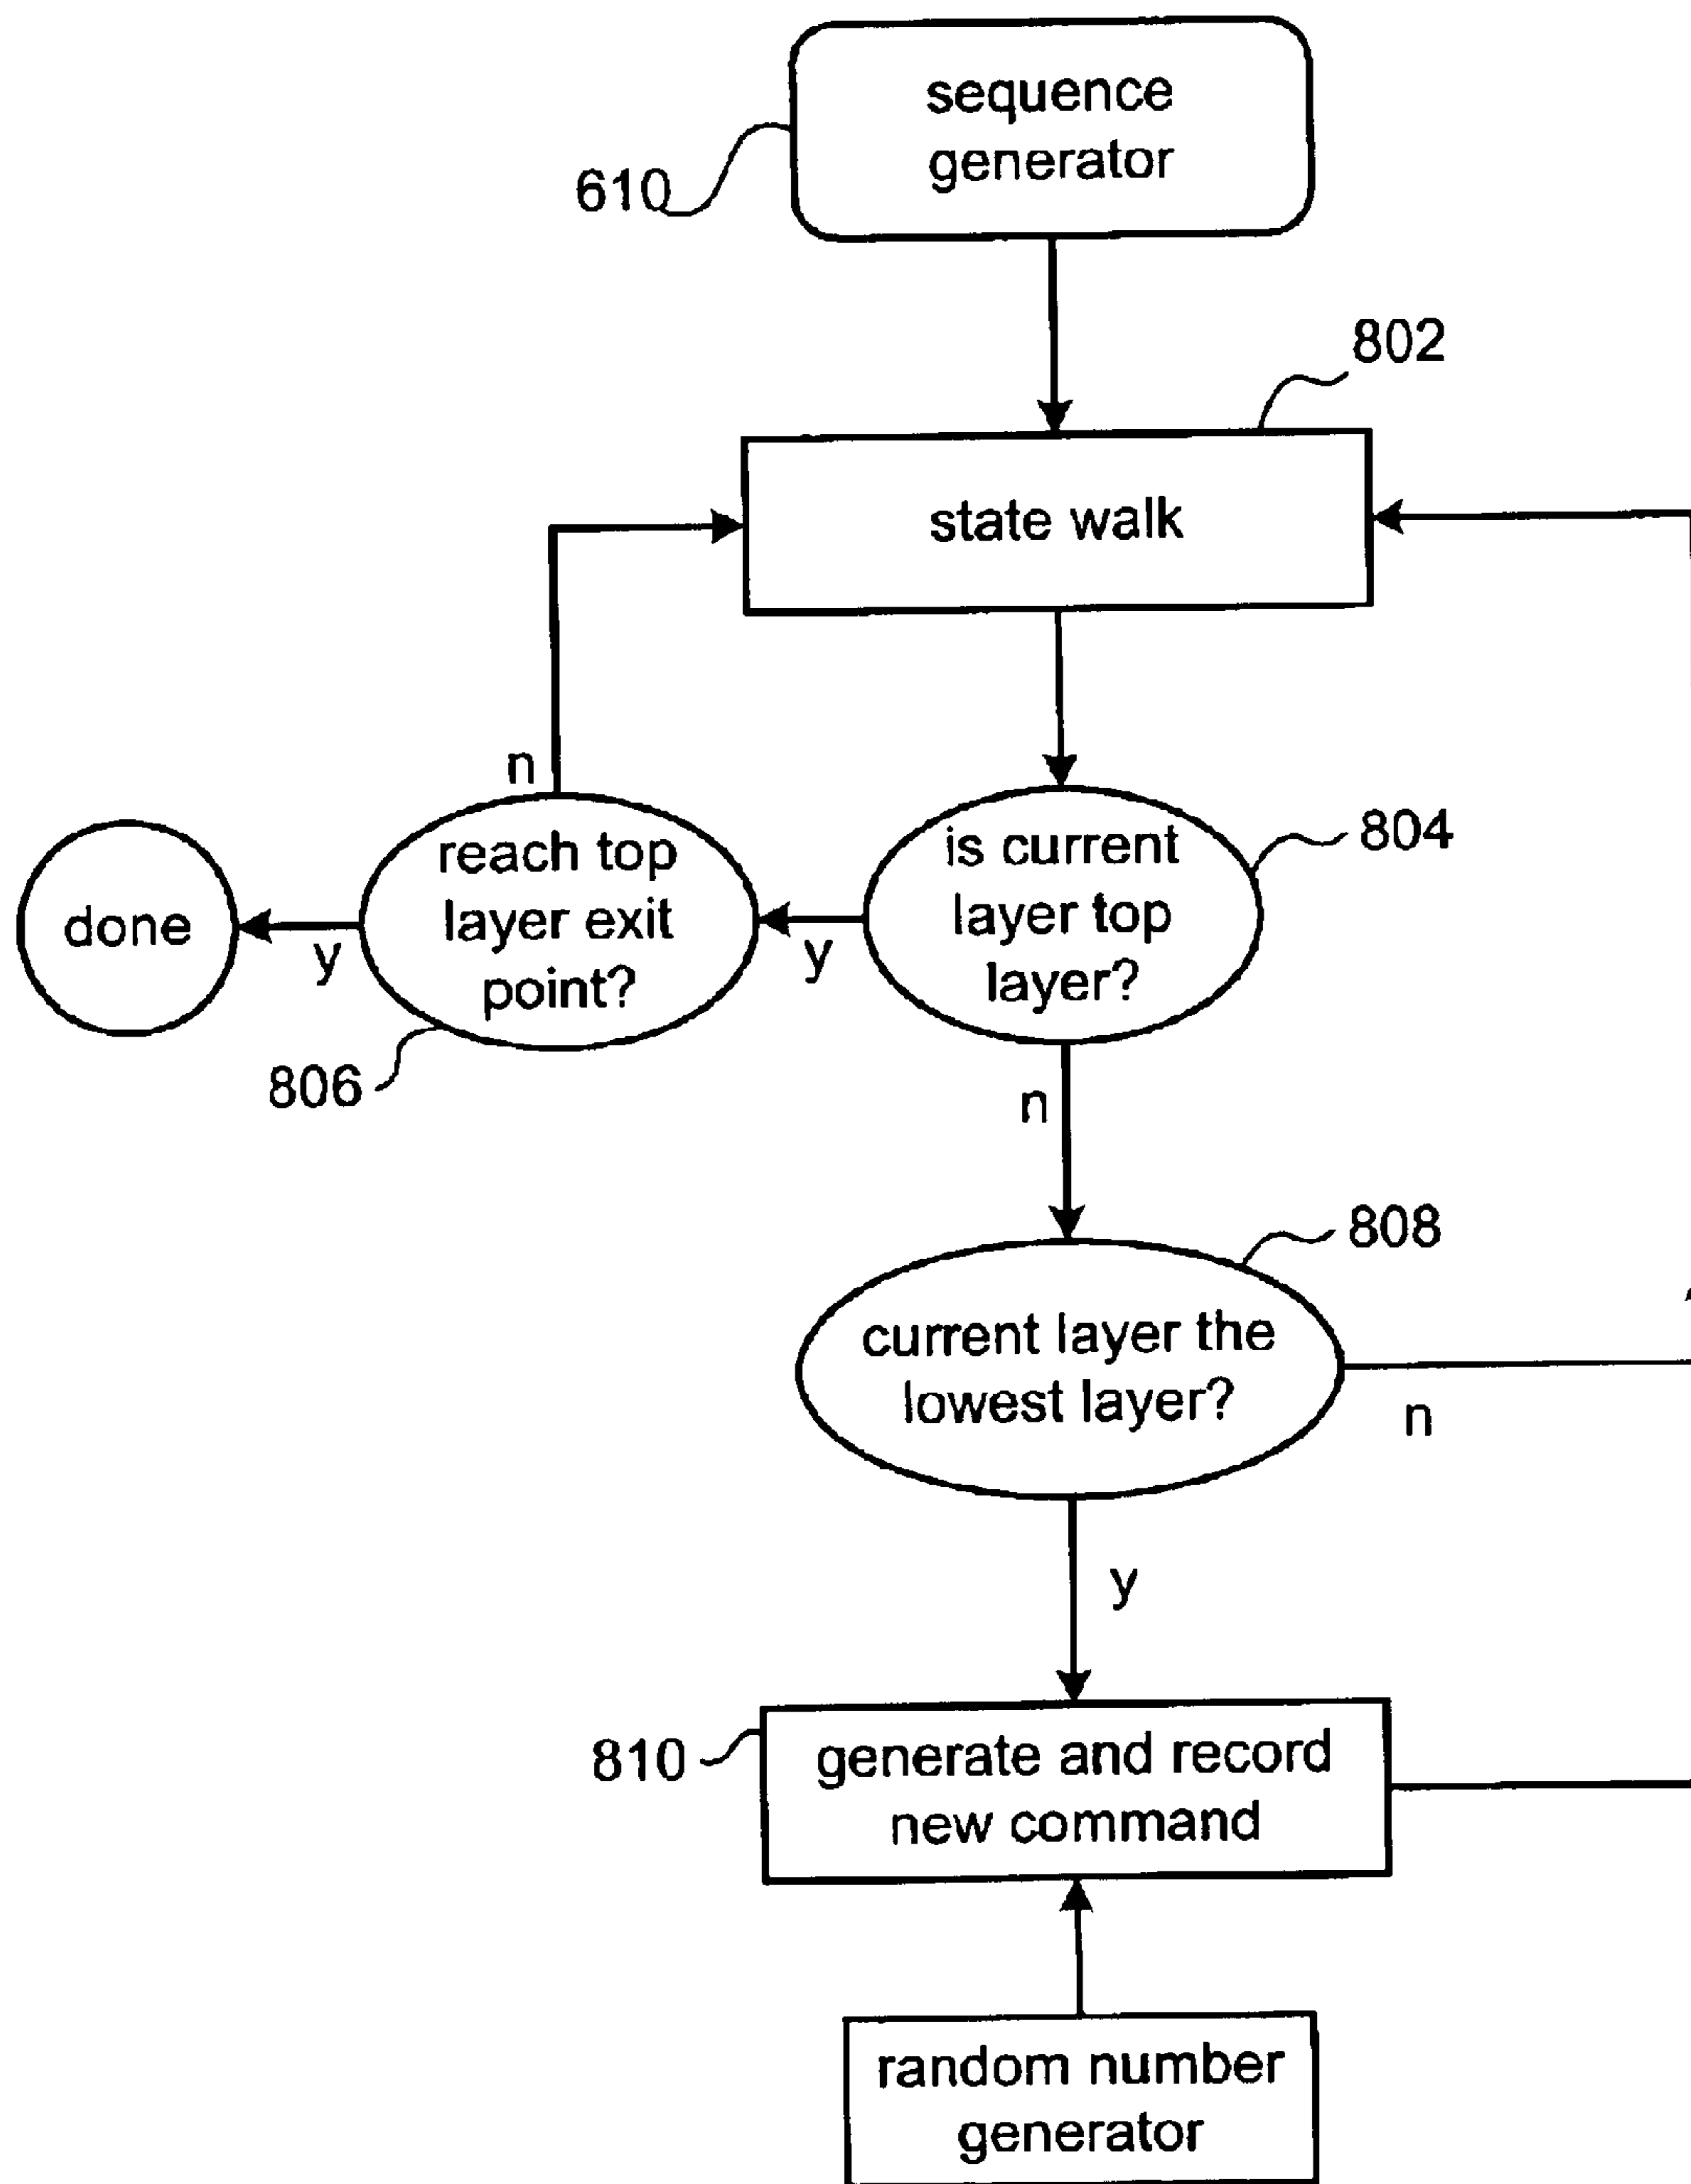 sequence
generator
610
802
state walk
n
reach top
layer exit
point?
is current
layer top
layer?
804
done
y
y
806
n
808
current layer the
lowest layer?
n
y
810
generate and record
new command
random number
generator